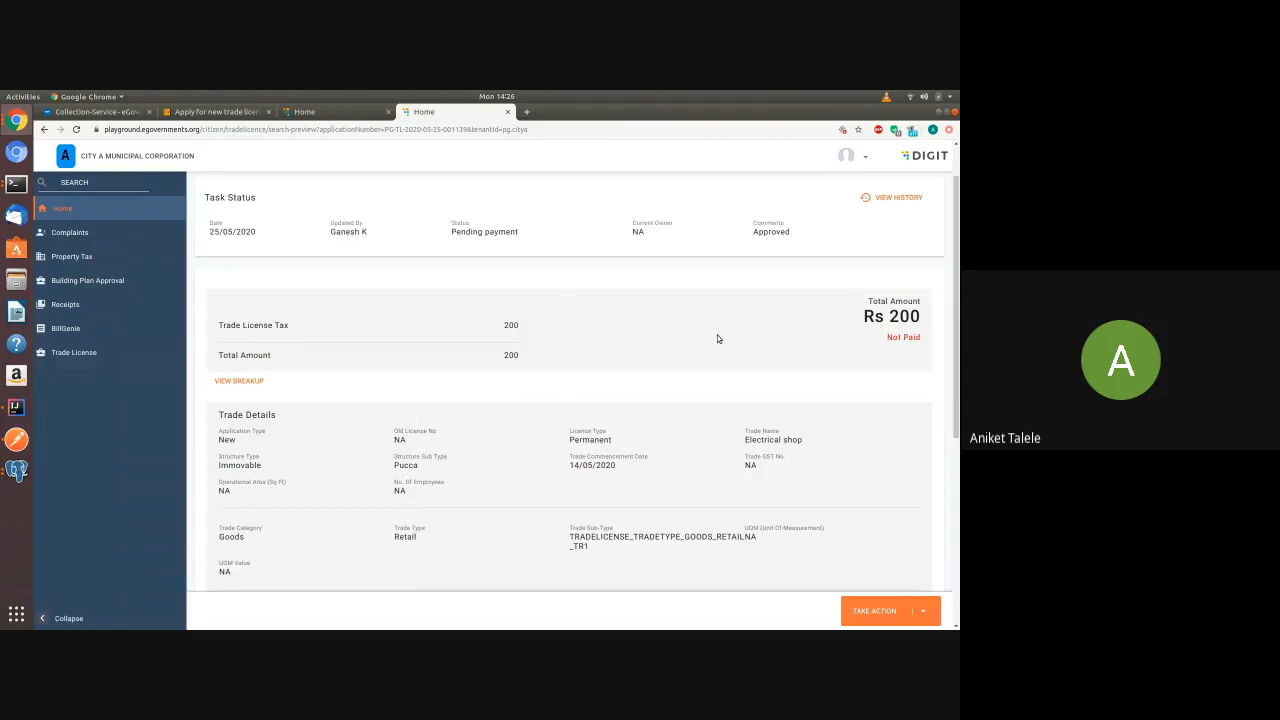 Activities Google Chrome Mon 14:26
Collection-Service - eGov Apply for new trade licen Home Home
playground.egovernments.org/citizen/tradelicence/search-preview?applicationNumber=PG-TL-2020-05-25-001139&tenantId=pg.citya
A CITY A MUNICIPAL CORPORATION DIGIT
SEARCH
Home
Complaints
Property Tax
Building Plan Approval
Receipts
BillGenie
Trade License
Collapse
Task Status VIEW HISTORY
Date Updated By Status Current Owner Comments
25/05/2020 Ganesh K Pending payment NA Approved
Total Amount
Rs 200
Not Paid
Trade License Tax 200
Total Amount 200
VIEW BREAKUP
Trade Details
Application Type Old License No. Licence Type Trade Name
New NA Permanent Electrical shop
Structure Type Structure Sub Type Trade Commencement Date Trade GST No.
Immovable Pucca 14/05/2020 NA
Operational Area (Sq Ft) No. Of Employees
NA NA
Trade Category Trade Type Trade Sub-Type UOM (Unit Of Measurement)
Goods Retail TRADELICENSE_TRADETYPE_GOODS_RETAIL NA
_TR1
UOM Value
NA
TAKE ACTION
A
Aniket Talele